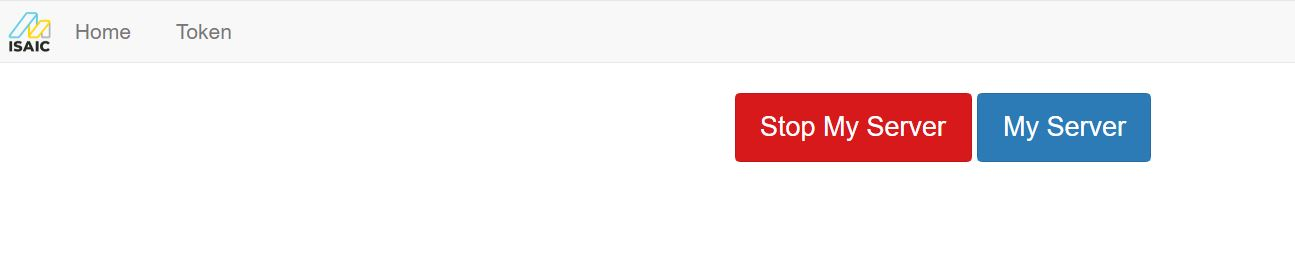 ISAIC
Home Token
Stop My Server My Server